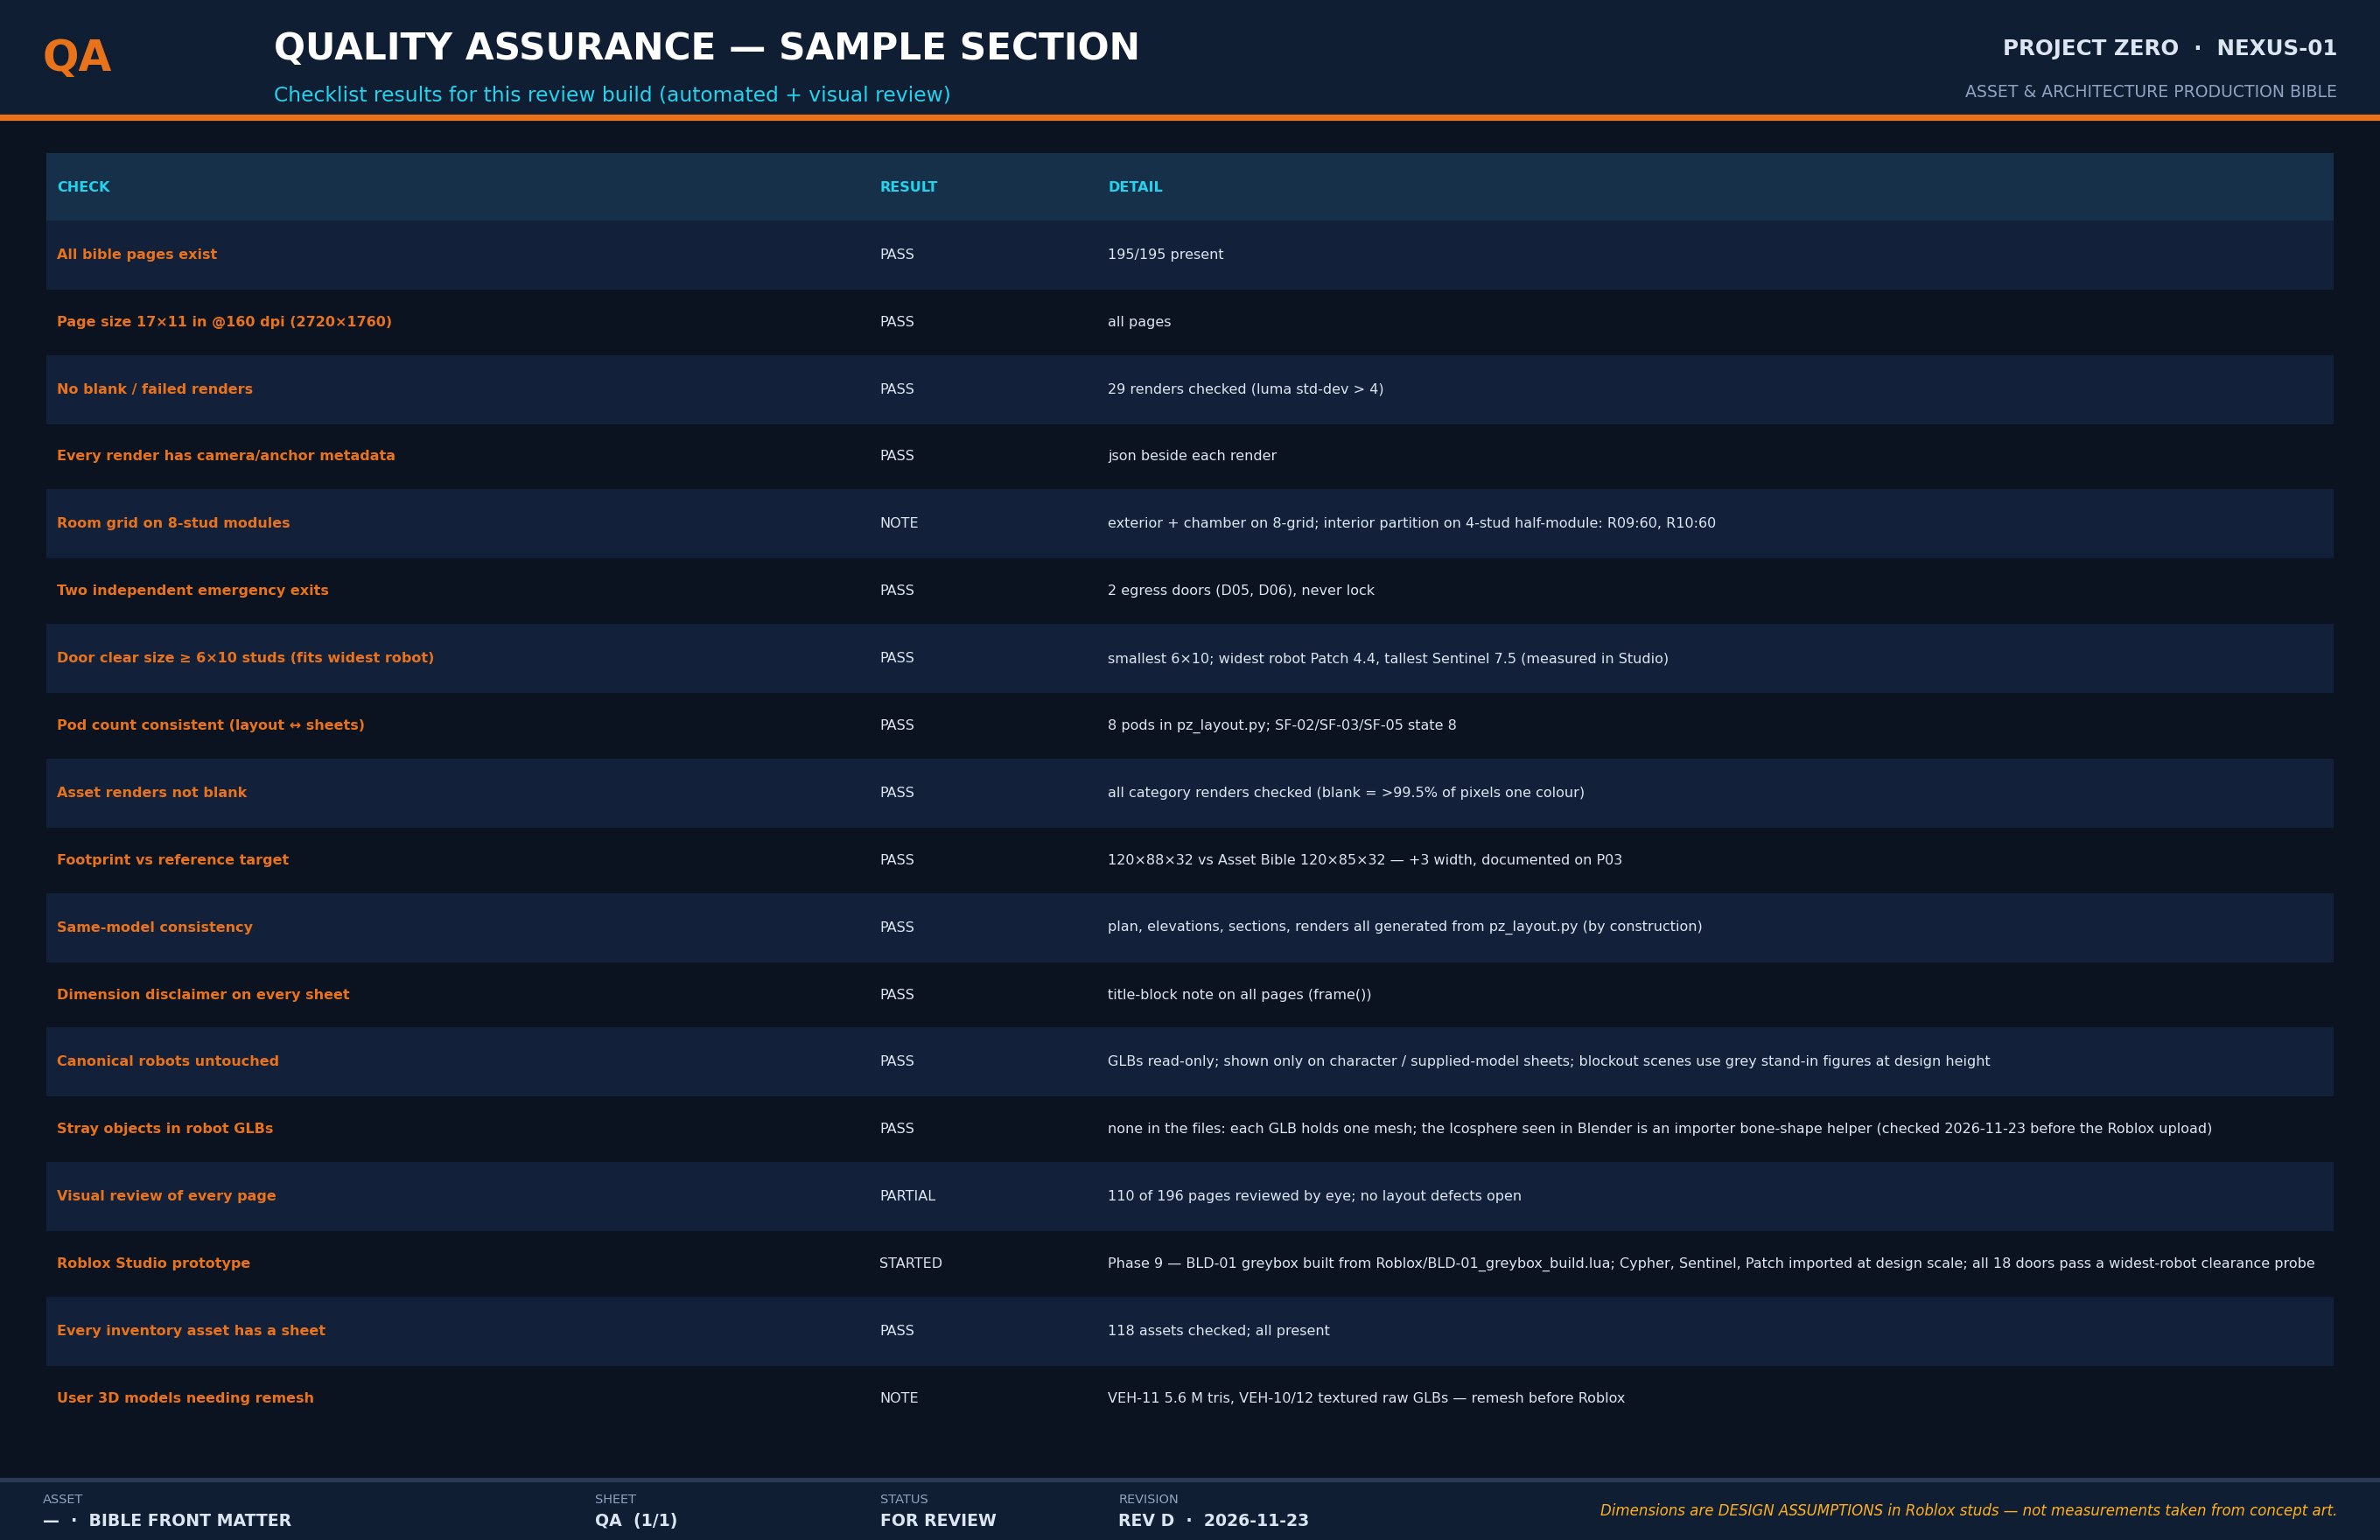 QA
QUALITY ASSURANCE — SAMPLE SECTION
Checklist results for this review build (automated + visual review)
PROJECT ZERO · NEXUS-01
ASSET & ARCHITECTURE PRODUCTION BIBLE
CHECK RESULT DETAIL
All bible pages exist PASS 195/195 present
Page size 17×11 in @160 dpi (2720×1760) PASS all pages
No blank / failed renders PASS 29 renders checked (luma std-dev > 4)
Every render has camera/anchor metadata PASS json beside each render
Room grid on 8-stud modules NOTE exterior + chamber on 8-grid; interior partition on 4-stud half-module: R09:60, R10:60
Two independent emergency exits PASS 2 egress doors (D05, D06), never lock
Door clear size ≥ 6×10 studs (fits widest robot) PASS smallest 6×10; widest robot Patch 4.4, tallest Sentinel 7.5 (measured in Studio)
Pod count consistent (layout ↔ sheets) PASS 8 pods in pz_layout.py; SF-02/SF-03/SF-05 state 8
Asset renders not blank PASS all category renders checked (blank = >99.5% of pixels one colour)
Footprint vs reference target PASS 120×88×32 vs Asset Bible 120×85×32 — +3 width, documented on P03
Same-model consistency PASS plan, elevations, sections, renders all generated from pz_layout.py (by construction)
Dimension disclaimer on every sheet PASS title-block note on all pages (frame())
Canonical robots untouched PASS GLBs read-only; shown only on character / supplied-model sheets; blockout scenes use grey stand-in figures at design height
Stray objects in robot GLBs PASS none in the files: each GLB holds one mesh; the Icosphere seen in Blender is an importer bone-shape helper (checked 2026-11-23 before the Roblox upload)
Visual review of every page PARTIAL 110 of 196 pages reviewed by eye; no layout defects open
Roblox Studio prototype STARTED Phase 9 — BLD-01 greybox built from Roblox/BLD-01_greybox_build.lua; Cypher, Sentinel, Patch imported at design scale; all 18 doors pass a widest-robot clearance probe
Every inventory asset has a sheet PASS 118 assets checked; all present
User 3D models needing remesh NOTE VEH-11 5.6 M tris, VEH-10/12 textured raw GLBs — remesh before Roblox
ASSET SHEET STATUS REVISION
— · BIBLE FRONT MATTER QA (1/1) FOR REVIEW REV D · 2026-11-23
Dimensions are DESIGN ASSUMPTIONS in Roblox studs — not measurements taken from concept art.